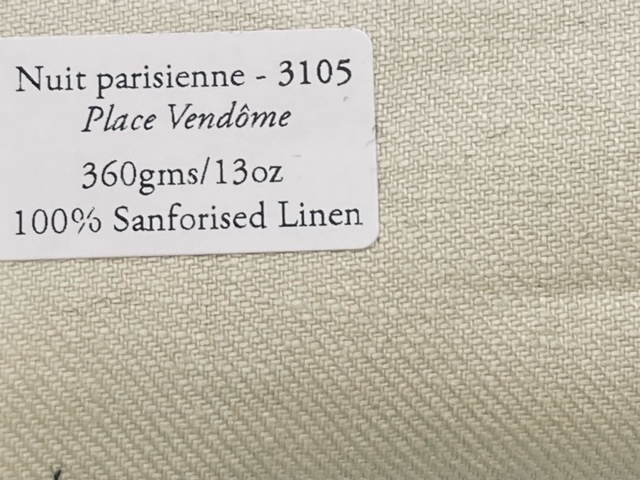 Nuit parisienne - 3105
Place Vendôme
360gms/13oz
100% Sanforised Linen